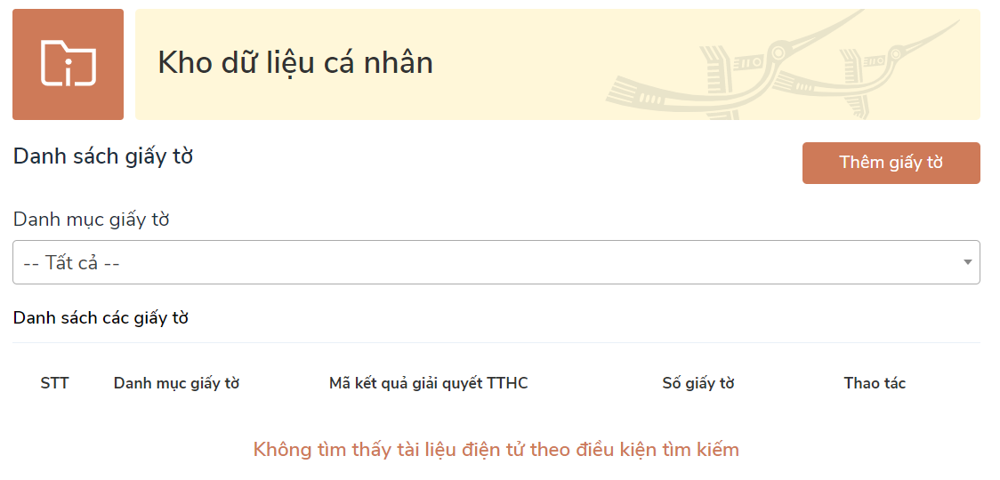 Kho dữ liệu cá nhân
Danh sách giấy tờ
Thêm giấy tờ
Danh mục giấy tờ
-- Tất cả --
Danh sách các giấy tờ
STT Danh mục giấy tờ Mã kết quả giải quyết TTHC Số giấy tờ Thao tác
Không tìm thấy tài liệu điện tử theo điều kiện tìm kiếm